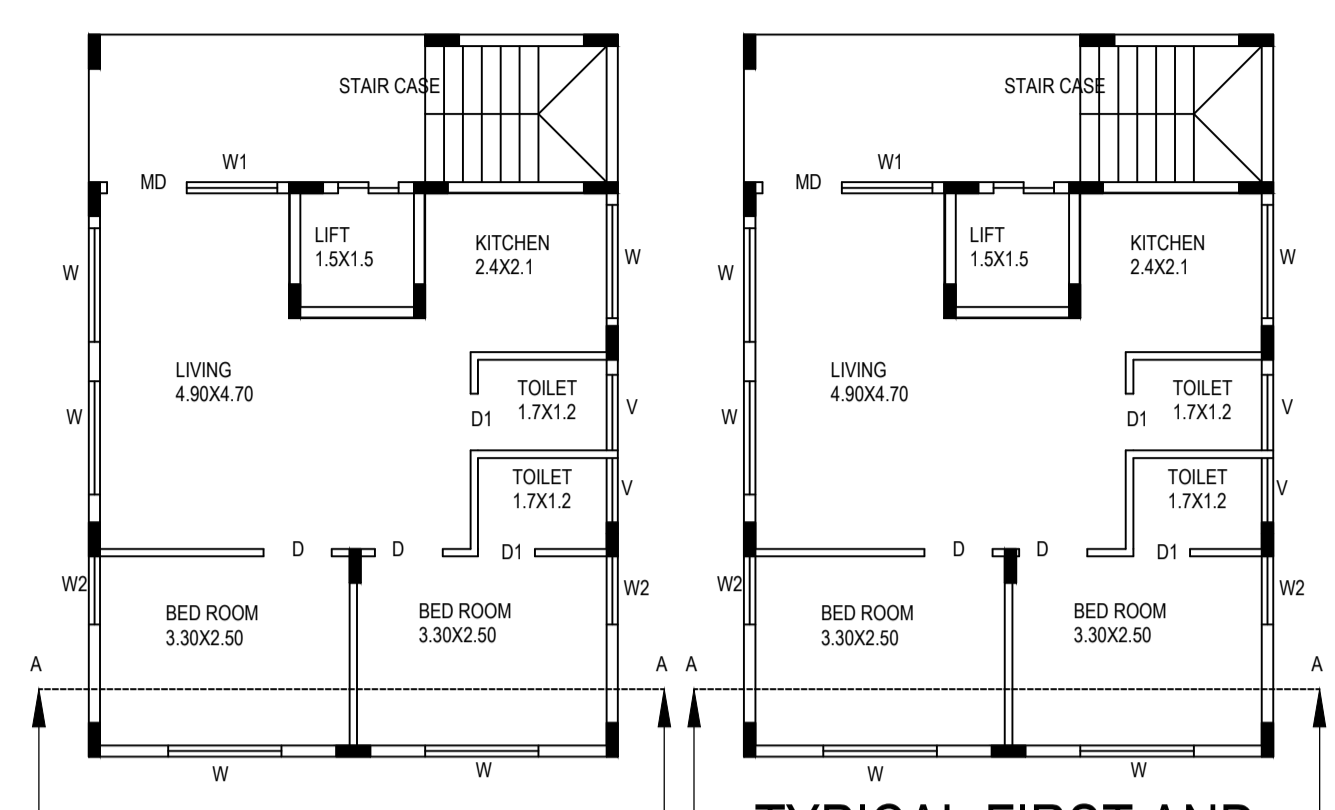 STAIR CASE
W1
MD
LIFT
1.5X1.5
KITCHEN
2.4X2.1
W
W
LIVING
4.90X4.70
W
TOILET
1.7X1.2
D1
V
TOILET
1.7X1.2
V
D
D
D1
W2
W2
BED ROOM
3.30X2.50
BED ROOM
3.30X2.50
A
A
W
W
STAIR CASE
W1
MD
LIFT
1.5X1.5
KITCHEN
2.4X2.1
W
W
LIVING
4.90X4.70
W
TOILET
1.7X1.2
D1
V
TOILET
1.7X1.2
V
D
D
D1
W2
W2
BED ROOM
3.30X2.50
BED ROOM
3.30X2.50
A
A
W
W
TYPICAL FIRST AND